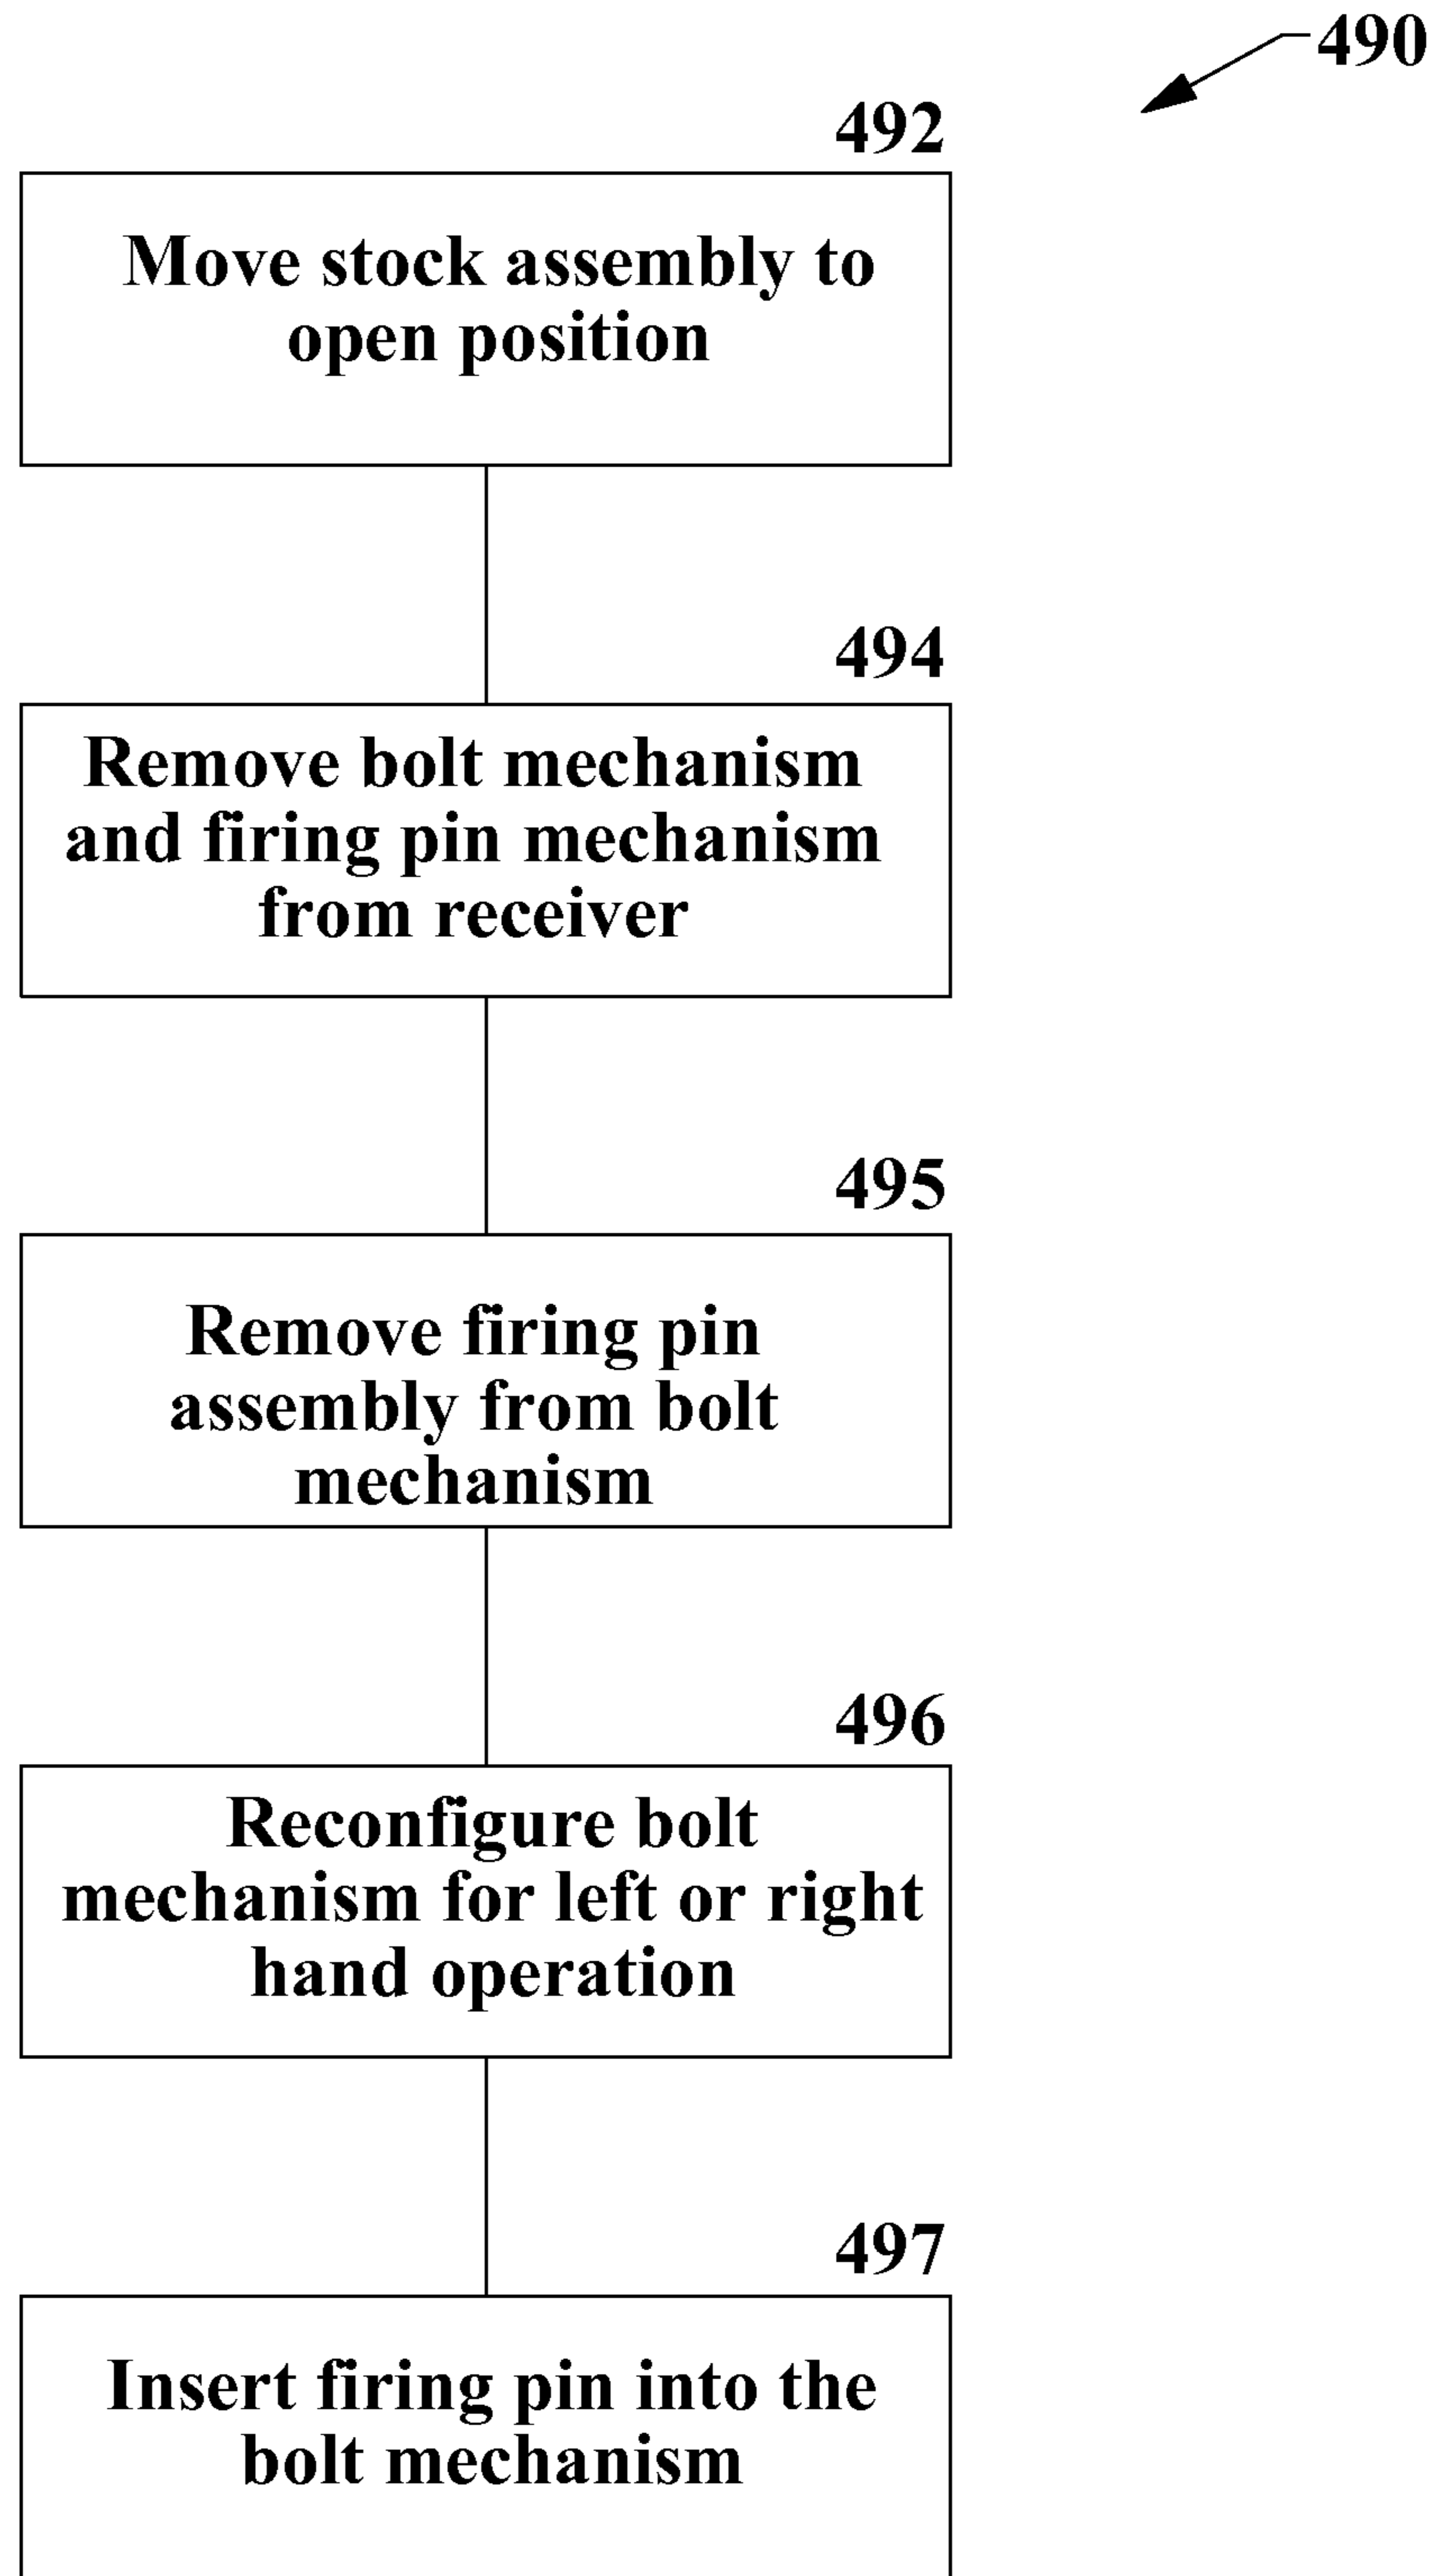 490
492
Move stock assembly to
open position
494
Remove bolt mechanism
and firing pin mechanism
from receiver
495
Remove firing pin
assembly from bolt
mechanism
496
Reconfigure bolt
mechanism for left or right
hand operation
497
Insert firing pin into the
bolt mechanism